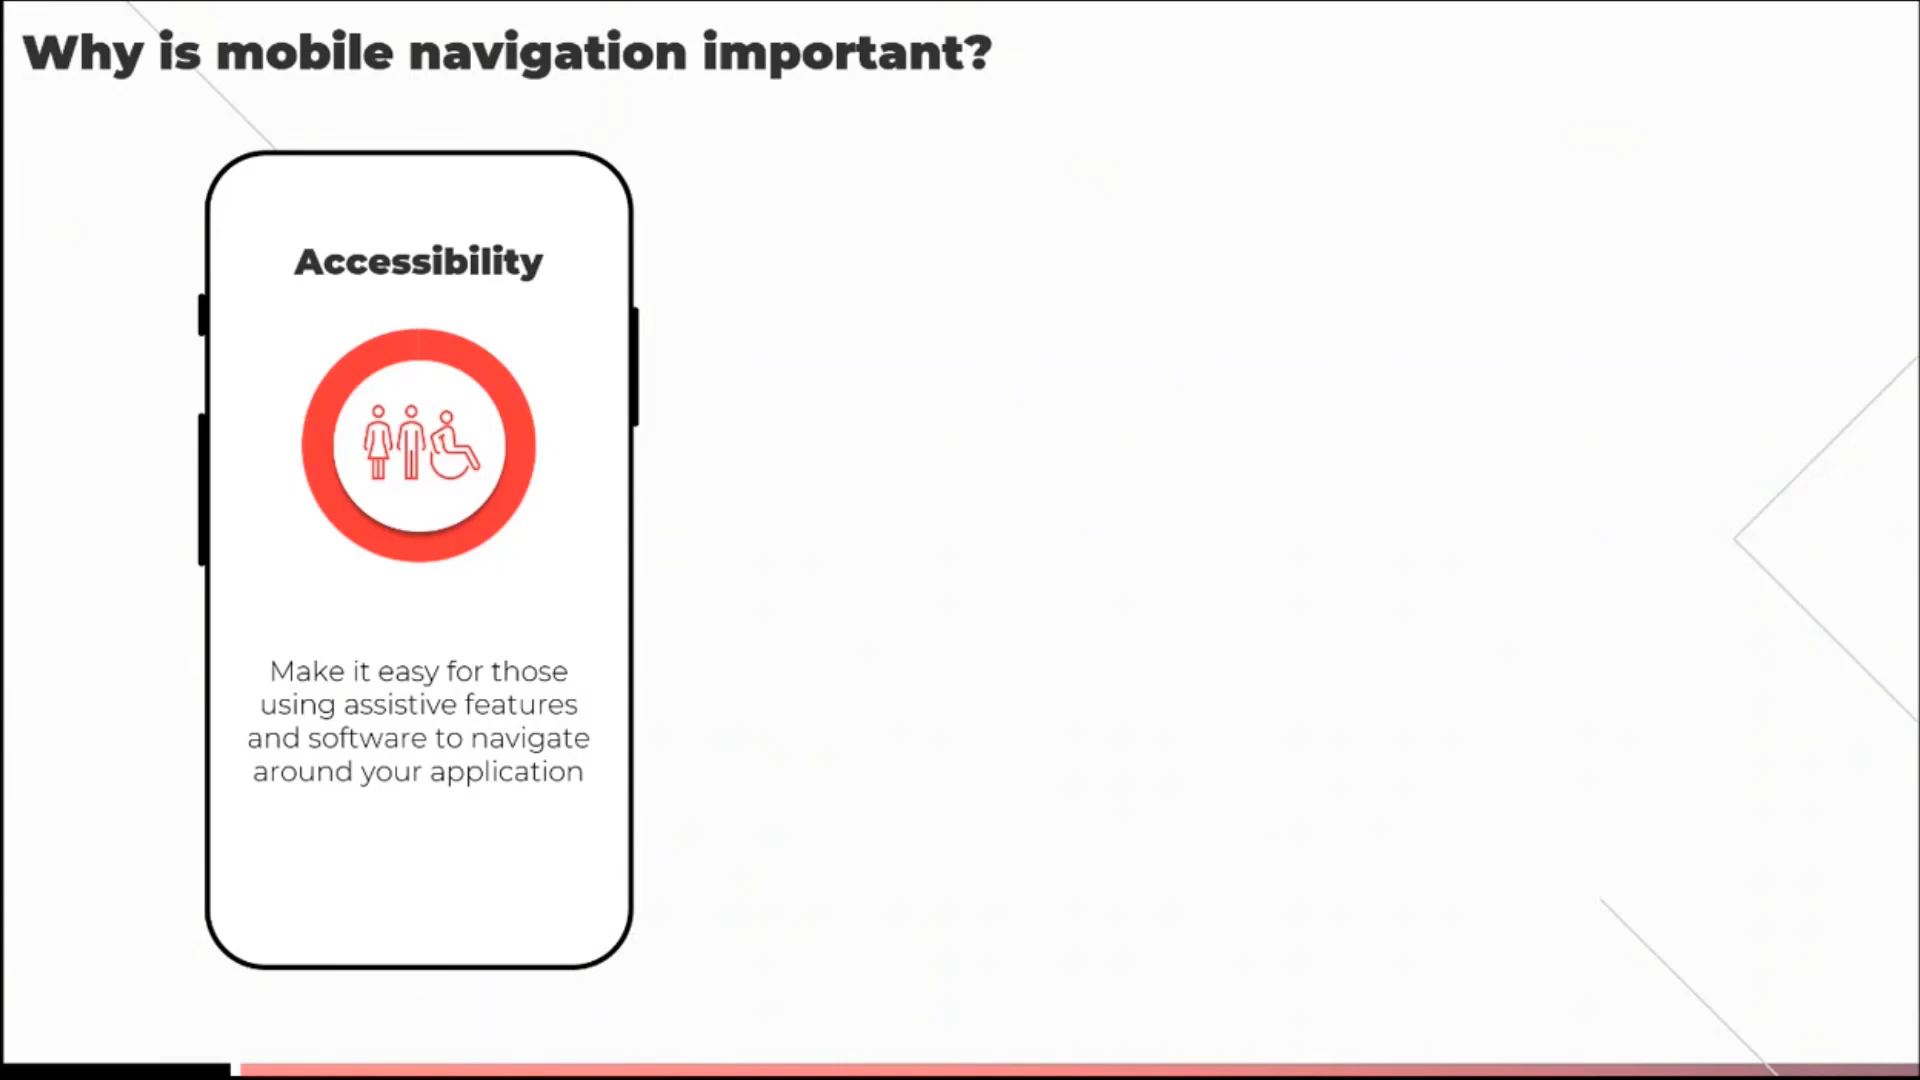 Why is mobile navigation important?
Accessibility
Make it easy for those
using assistive features
and software to navigate
around your application